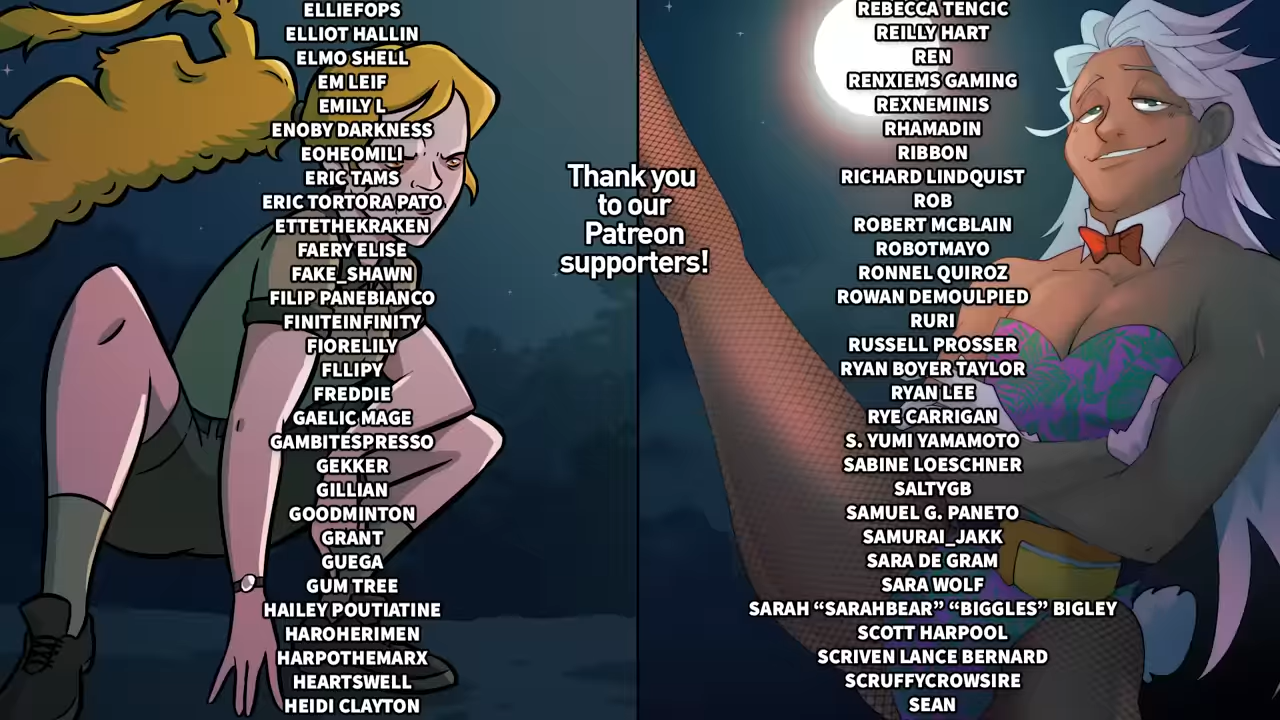 ELLIEFOPS
ELLIOT HALLIN
ELMO SHELL
EM LEIF
EMILY L
ENOBY DARKNESS
EOHEOMILI
ERIC TAMS
ERIC TORTORA PATO
ETTETHEKRAKEN
FAERY ELISE
FAKE_SHAWN
FILIP PANEBIANCO
FINITEINFINITY
FIORELILY
FLLIPY
FREDDIE
GAELIC MAGE
GAMBITESPRESSO
GEKKER
GILLIAN
GOODMINTON
GRANT
GUEGA
GUM TREE
HAILEY POUTIATINE
HAROHERIMEN
HARPOTHEMARX
HEARTSWELL
HEIDI CLAYTON
Thank you
to our
Patreon
supporters!
REBECCA TENCIC
REILLY HART
REN
RENXIEMS GAMING
REXNEMINIS
RHAMADIN
RIBBON
RICHARD LINDQUIST
ROB
ROBERT MCBLAIN
ROBOTMAYO
RONNEL QUIROZ
ROWAN DEMOULPIED
RURI
RUSSELL PROSSER
RYAN BOYER TAYLOR
RYAN LEE
RYE CARRIGAN
S. YUMI YAMAMOTO
SABINE LOESCHNER
SALTYGB
SAMUEL G. PANETO
SAMURAI_JAKK
SARA DE GRAM
SARA WOLF
SARAH “SARAHBEAR” “BIGGLES” BIGLEY
SCOTT HARPOOL
SCRIVEN LANCE BERNARD
SCRUFFYCROWSIRE
SEAN